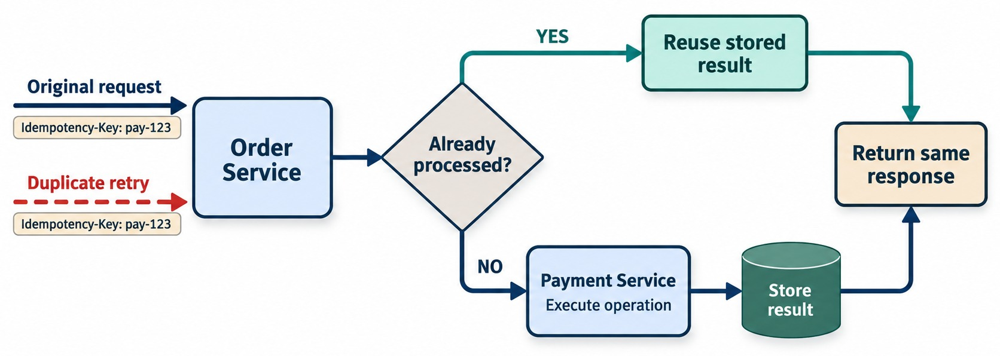 Original request
Idempotency-Key: pay-123
Duplicate retry
Idempotency-Key: pay-123
Order
Service
Already
processed?
YES
Reuse stored
result
NO
Payment Service
Execute operation
Store
result
Return same
response